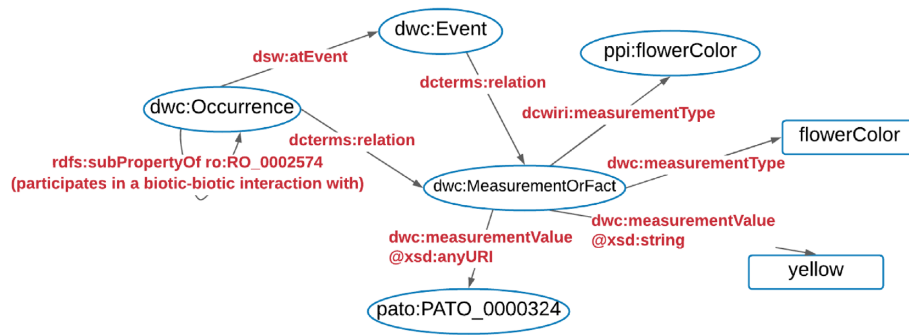 dwc:Event
ppi:flowerColor
dsw:atEvent
dcterms:relation
dwc:Occurrence
dcwiri:measurementType
dcterms:relation
flowerColor
dwc:measurementType
rdfs:subPropertyOf ro:RO_0002574
(participates in a biotic-biotic interaction with)
dwc:MeasurementOrFact
dwc:measurementValue
@xsd:anyURI
dwc:measurementValue
@xsd:string
yellow
pato:PATO_0000324